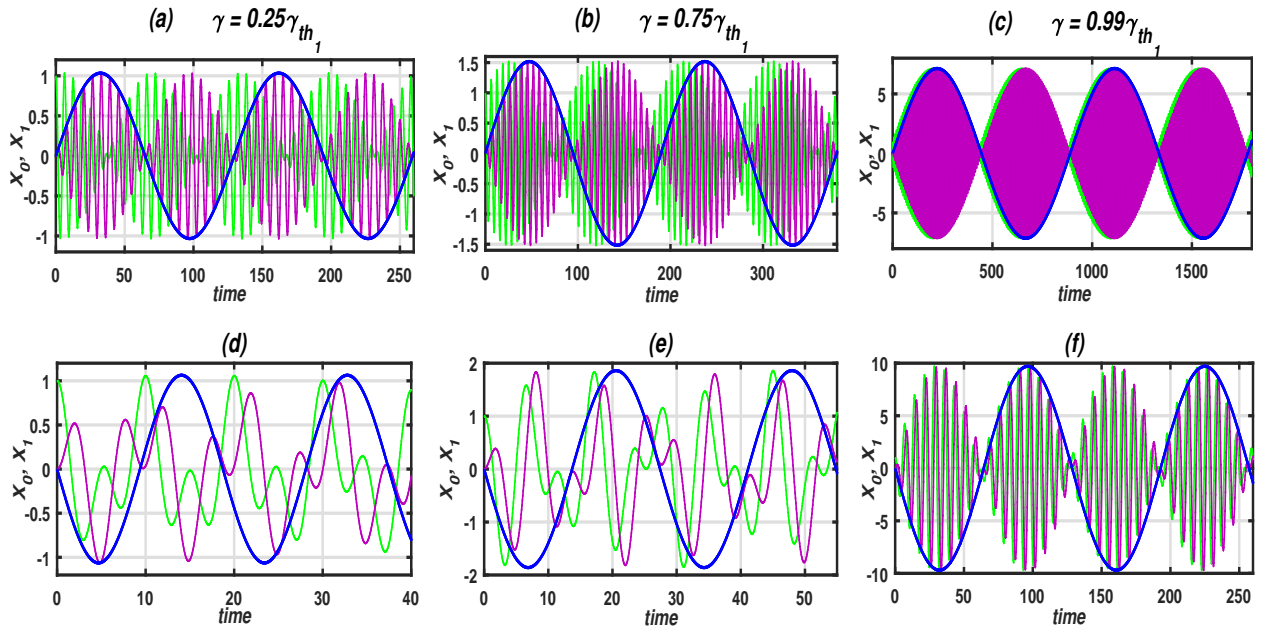 (a) γ = 0.25γth1
(b) γ = 0.75γth1
(c) γ = 0.99γth1
x0, x1
1
0.5
0
-0.5
-1
0 50 100 150 200 250
time
x0, x1
1.5
1
0.5
0
-0.5
-1
-1.5
0 100 200 300
time
x0, x1
5
0
-5
0 500 1000 1500
time
(d)
(e)
(f)
x0, x1
1
0.5
0
-0.5
-1
0 10 20 30 40
time
x0, x1
2
1
0
-1
-2
0 10 20 30 40 50
time
x0, x1
10
5
0
-5
-10
0 50 100 150 200 250
time